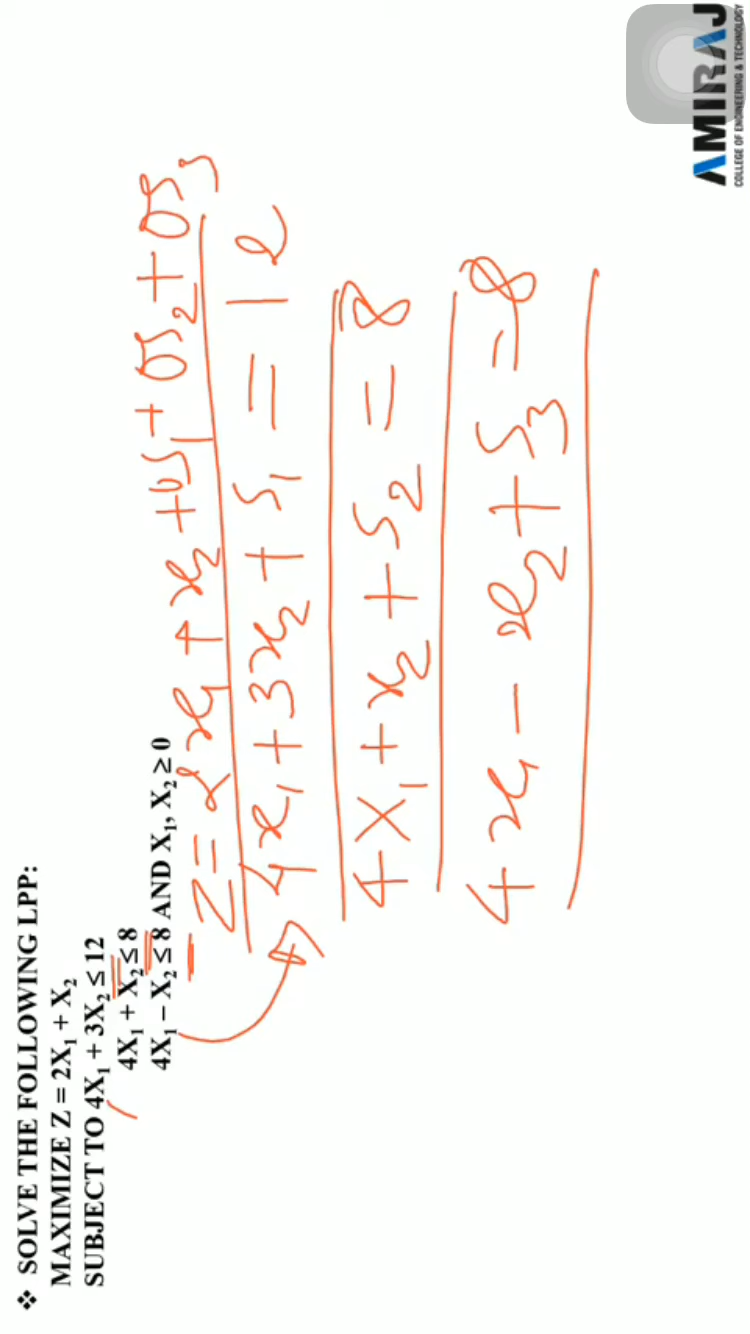 ❖ SOLVE THE FOLLOWING LPP:
MAXIMIZE Z = 2X₁ + X₂
SUBJECT TO 4X₁ + 3X₂ ≤ 12
4X₁ + X₂ ≤ 8
4X₁ − X₂ ≤ 8 AND X₁, X₂ ≥ 0
Z = 2x₁ + x₂ + 0S₁ + 0S₂ + 0S₃
4x₁ + 3x₂ + S₁ = 12
4X₁ + x₂ + S₂ = 8
4x₁ − x₂ + S₃ = 8
AMIRAJ
COLLEGE OF ENGINEERING & TECHNOLOGY